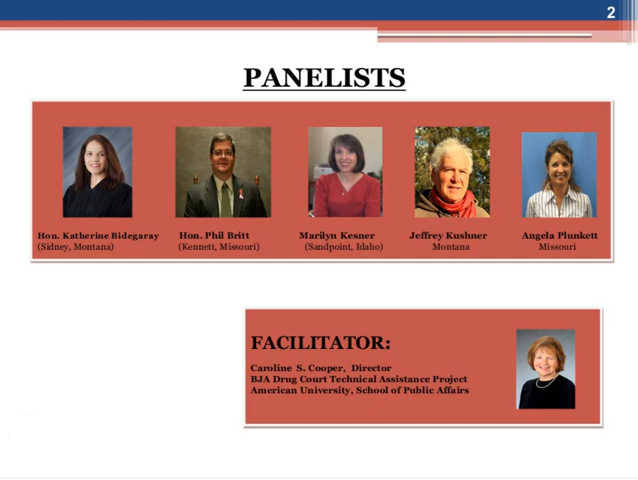 2
PANELISTS
Hon. Katherine Bidegaray
(Sidney, Montana)
Hon. Phil Britt
(Kennett, Missouri)
Marilyn Kesner
(Sandpoint, Idaho)
Jeffrey Kushner
Montana
Angela Plunkett
Missouri
FACILITATOR:
Caroline S. Cooper, Director
BJA Drug Court Technical Assistance Project
American University, School of Public Affairs